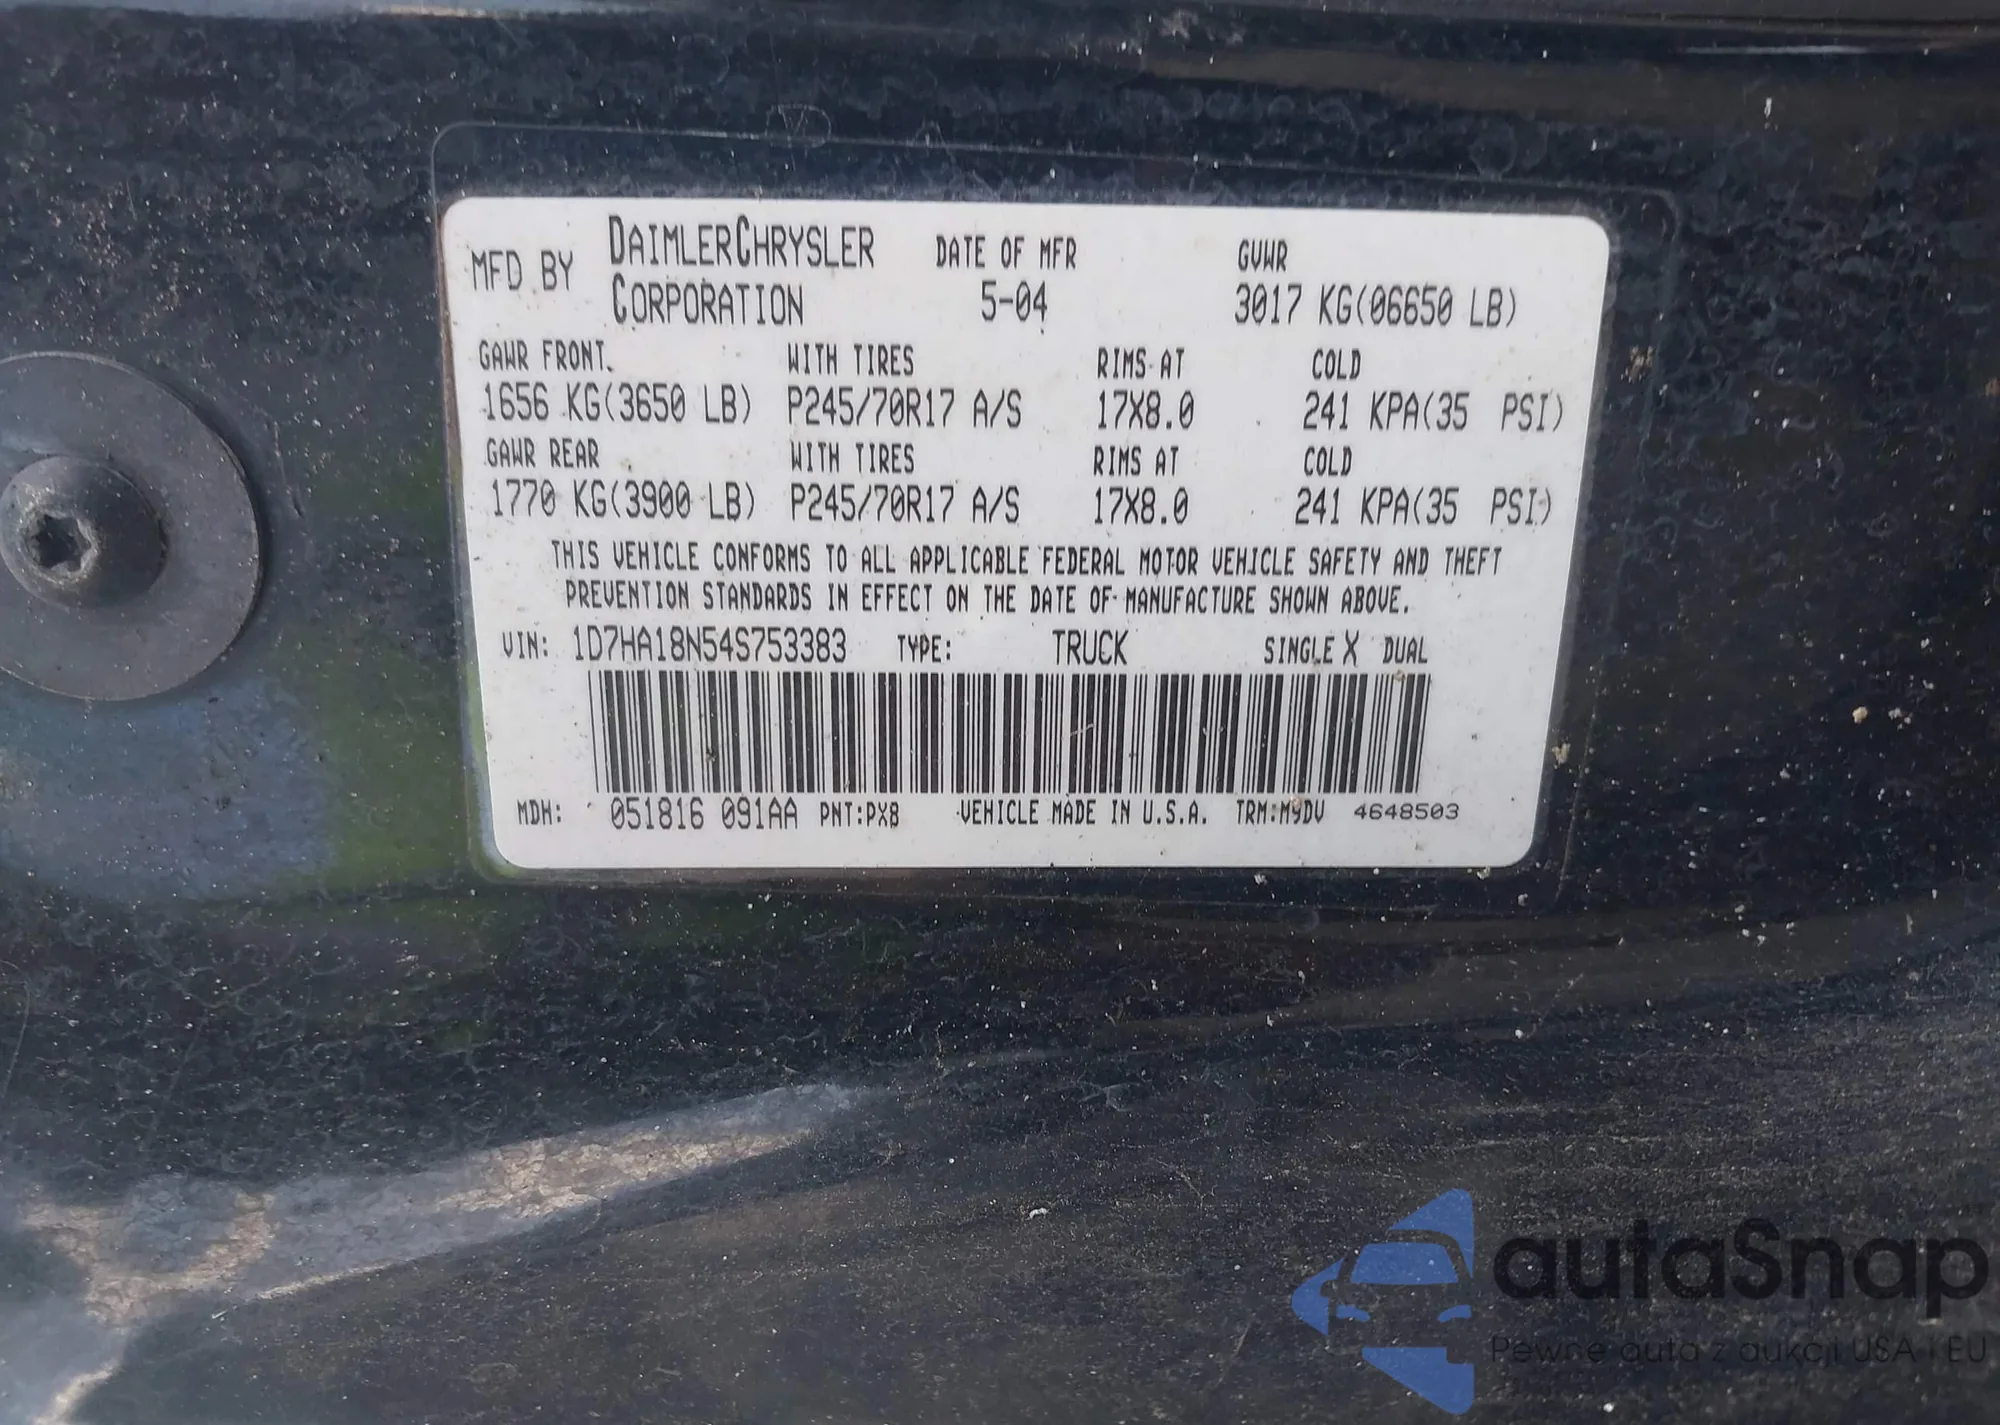 MFD BY DAIMLERCHRYSLER CORPORATION DATE OF MFR 5-04 GVWR 3017 KG(06650 LB)
GAWR FRONT. WITH TIRES RIMS AT COLD
1656 KG(3650 LB) P245/70R17 A/S 17X8.0 241 KPA(35 PSI)
GAWR REAR WITH TIRES RIMS AT COLD
1770 KG(3900 LB) P245/70R17 A/S 17X8.0 241 KPA(35 PSI)
THIS VEHICLE CONFORMS TO ALL APPLICABLE FEDERAL MOTOR VEHICLE SAFETY AND THEFT
PREVENTION STANDARDS IN EFFECT ON THE DATE OF MANUFACTURE SHOWN ABOVE.
VIN: 1D7HA18N54S753383 TYPE: TRUCK SINGLE X DUAL
MDH: 051816 091AA PNT:PX8 VEHICLE MADE IN U.S.A. TRM:M9DV 4648503
autaSnap
Pewne auta z aukcji USA i EU